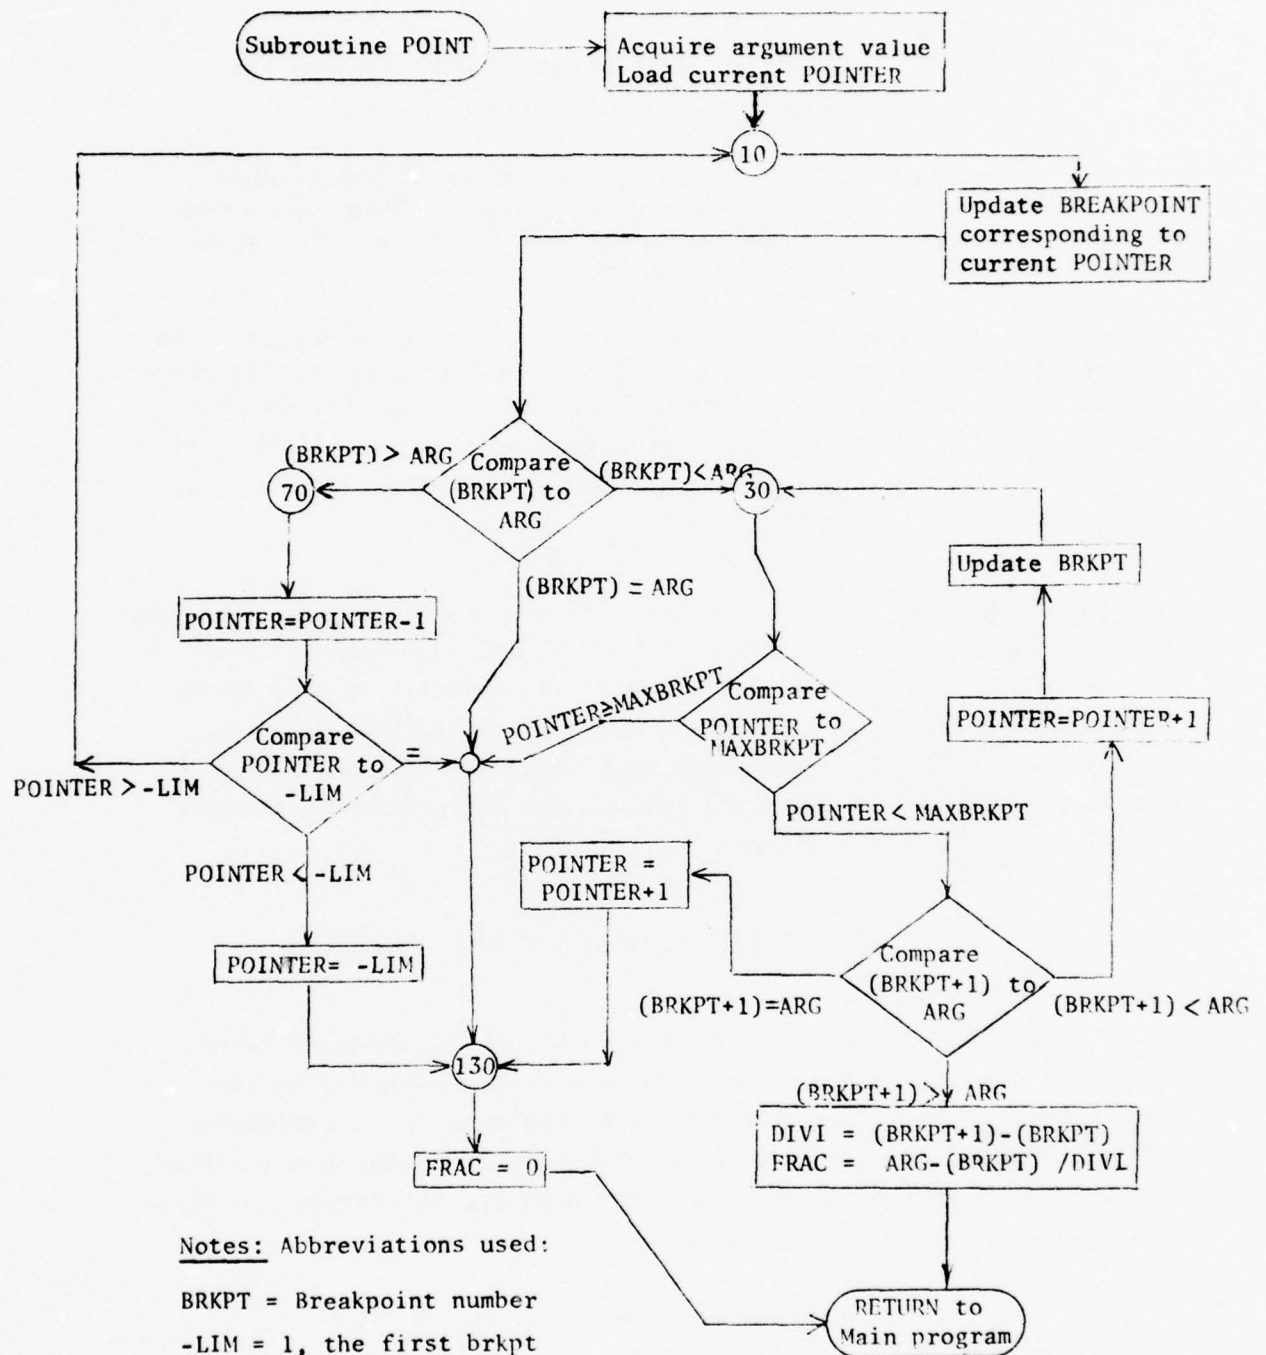 Subroutine POINT
Acquire argument value
Load current POINTER
10
Update BREAKPOINT
corresponding to
current POINTER
(BRKPT) > ARG
Compare
(BRKPT) to
ARG
(BRKPT) < ARG
70
30
(BRKPT) = ARG
Update BRKPT
POINTER=POINTER-1
POINTER≥MAXBRKPT
Compare
POINTER to
MAXBRKPT
POINTER=POINTER+1
Compare
POINTER to
-LIM
=
POINTER > -LIM
POINTER < MAXBRKPT
POINTER < -LIM
POINTER =
POINTER+1
POINTER= -LIM
Compare
(BRKPT+1) to
ARG
(BRKPT+1)=ARG
(BRKPT+1) < ARG
130
(BRKPT+1) > ARG
DIVI = (BRKPT+1)-(BRKPT)
FRAC = ARG-(BRKPT) /DIVI
FRAC = 0
Notes: Abbreviations used:
BRKPT = Breakpoint number
-LIM = 1, the first brkpt
RETURN to
Main program